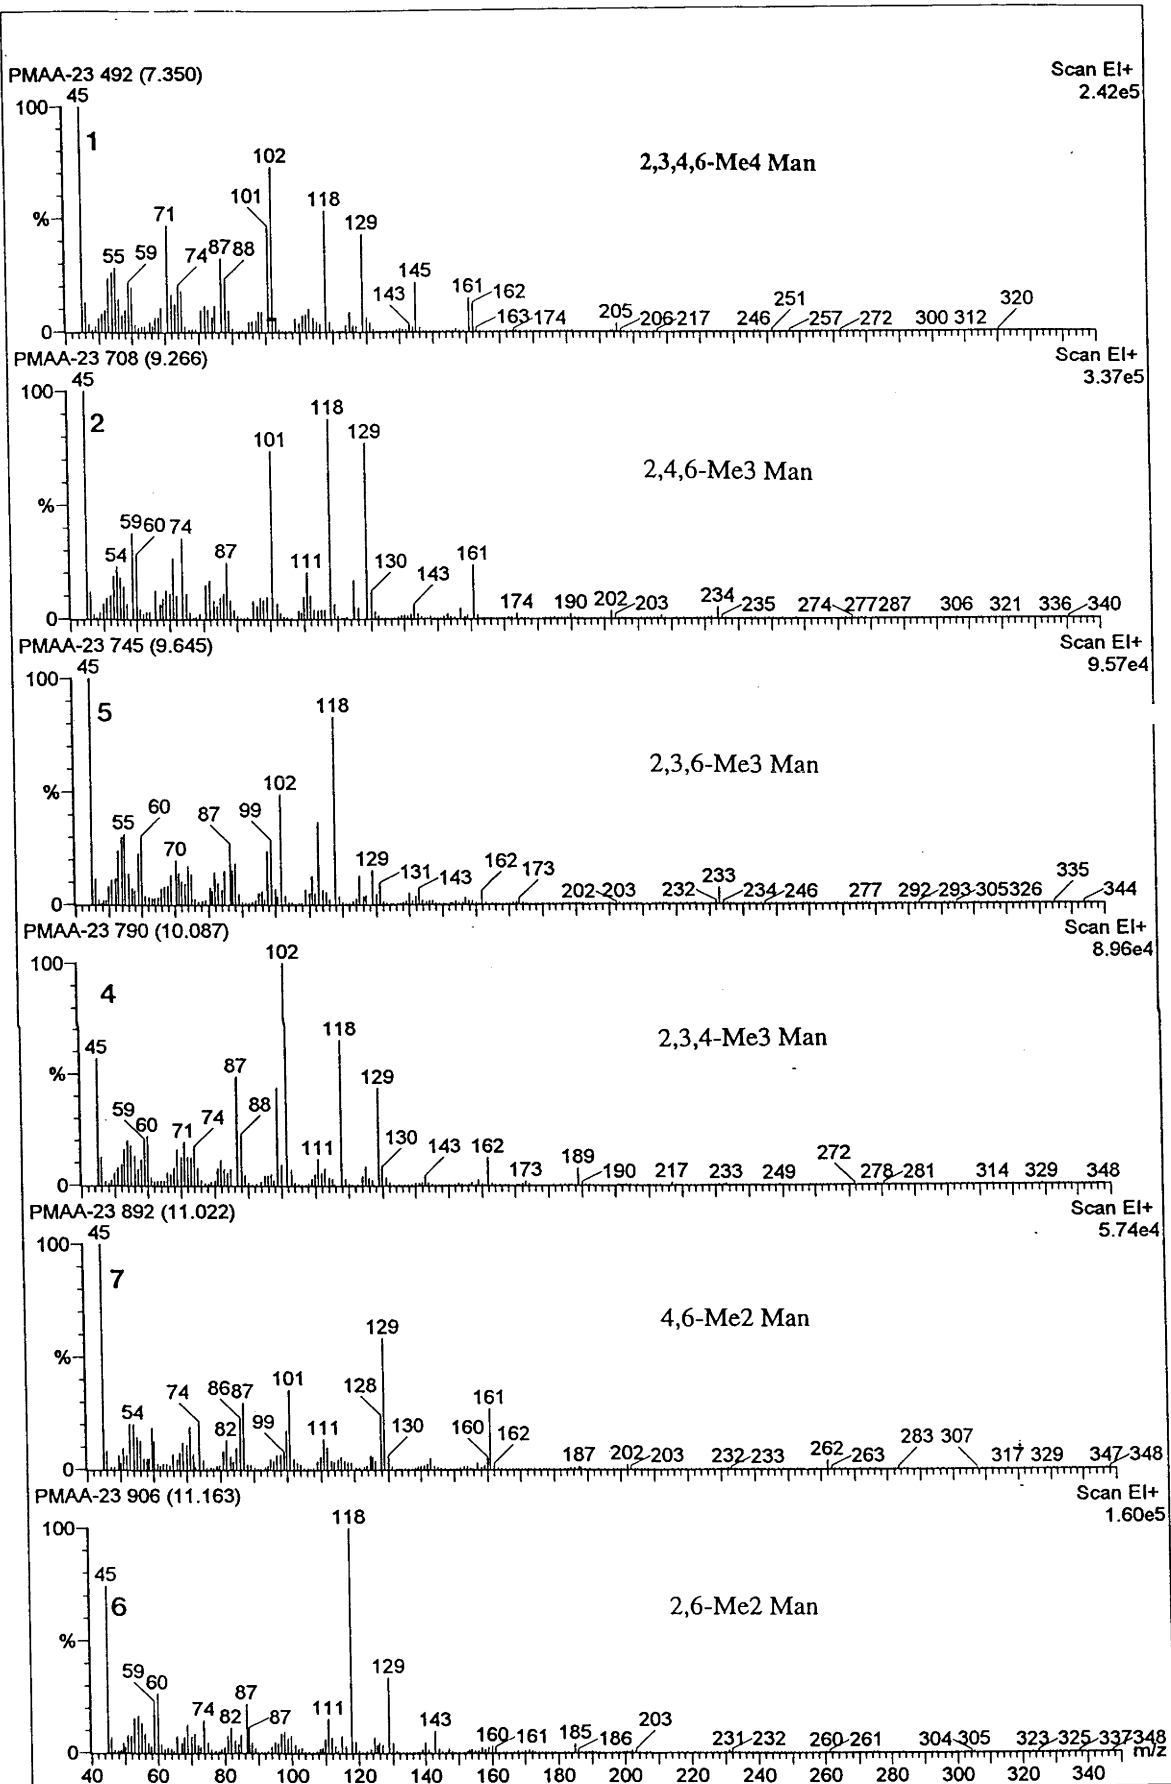 PMAA-23 492 (7.350) Scan EI+
45 2.42e5
100
1
102
2,3,4,6-Me4 Man
101 118
% 71 129
55 59 74 87 88
145
143 161 162
163 174 205 206 217 246 251 257 272 300 312 320
0
PMAA-23 708 (9.266) Scan EI+
45 3.37e5
100
2 118
101 129
2,4,6-Me3 Man
%
59 60 74
54 87 111 130 161
143
174 190 202 203 234 235 274 277 287 306 321 336 340
0
PMAA-23 745 (9.645) Scan EI+
45 9.57e4
100
5 118
2,3,6-Me3 Man
102
%
55 60 87 99
70 129 131 143 162 173
202 203 232 233 234 246 277 292 293 305 326 335 344
0
PMAA-23 790 (10.087) Scan EI+
102 8.96e4
100
4
118
45 2,3,4-Me3 Man
% 87 129
59 60 71 74 88
111 130 143 162
173 189 190 217 233 249 272 278 281 314 329 348
0
PMAA-23 892 (11.022) Scan EI+
45 5.74e4
100
7
4,6-Me2 Man
129
%
74 86 87 101 128
54 82 99 111 130 160 161 162
187 202 203 232 233 262 263 283 307 317 329 347 348
0
PMAA-23 906 (11.163) Scan EI+
118 1.60e5
100
45
6 2,6-Me2 Man
%
59 60 129
74 82 87 87 111 143
160 161 185 186 203 231 232 260 261 304 305 323 325 337 348
0 m/z
40 60 80 100 120 140 160 180 200 220 240 260 280 300 320 340